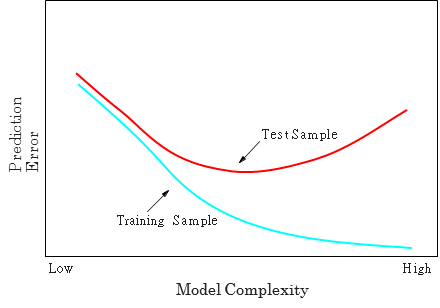 Prediction
Error
Test Sample
Training Sample
Low
High
Model Complexity